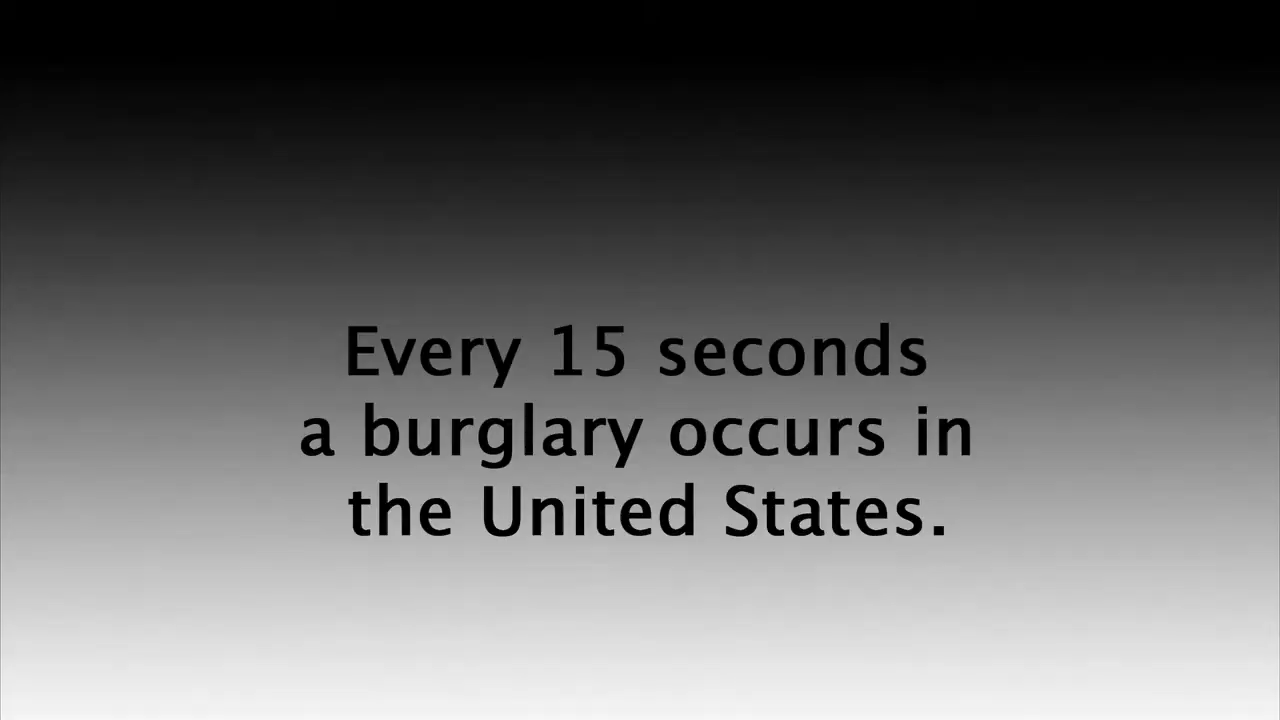 Every 15 seconds
a burglary occurs in
the United States.